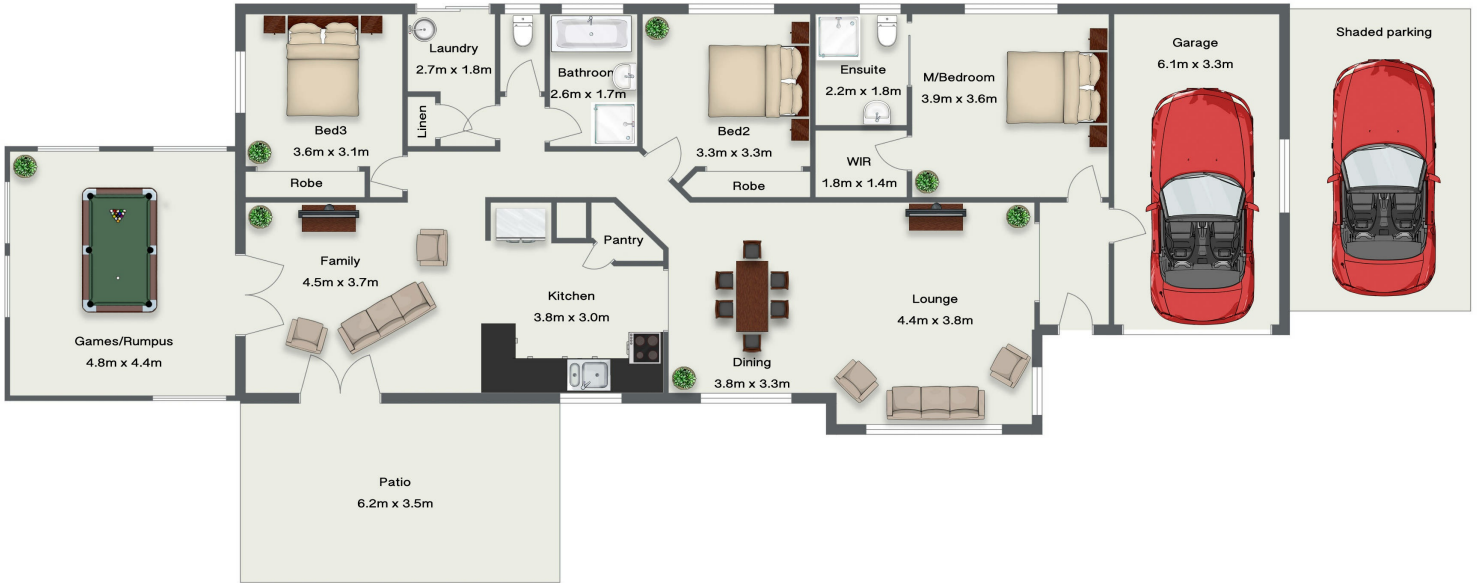 Laundry
2.7m x 1.8m
Bathroom
2.6m x 1.7m
Linen
Bed3
3.6m x 3.1m
Robe
Bed2
3.3m x 3.3m
Robe
Ensuite
2.2m x 1.8m
WIR
1.8m x 1.4m
M/Bedroom
3.9m x 3.6m
Garage
6.1m x 3.3m
Shaded parking
Games/Rumpus
4.8m x 4.4m
Family
4.5m x 3.7m
Pantry
Kitchen
3.8m x 3.0m
Dining
3.8m x 3.3m
Lounge
4.4m x 3.8m
Patio
6.2m x 3.5m